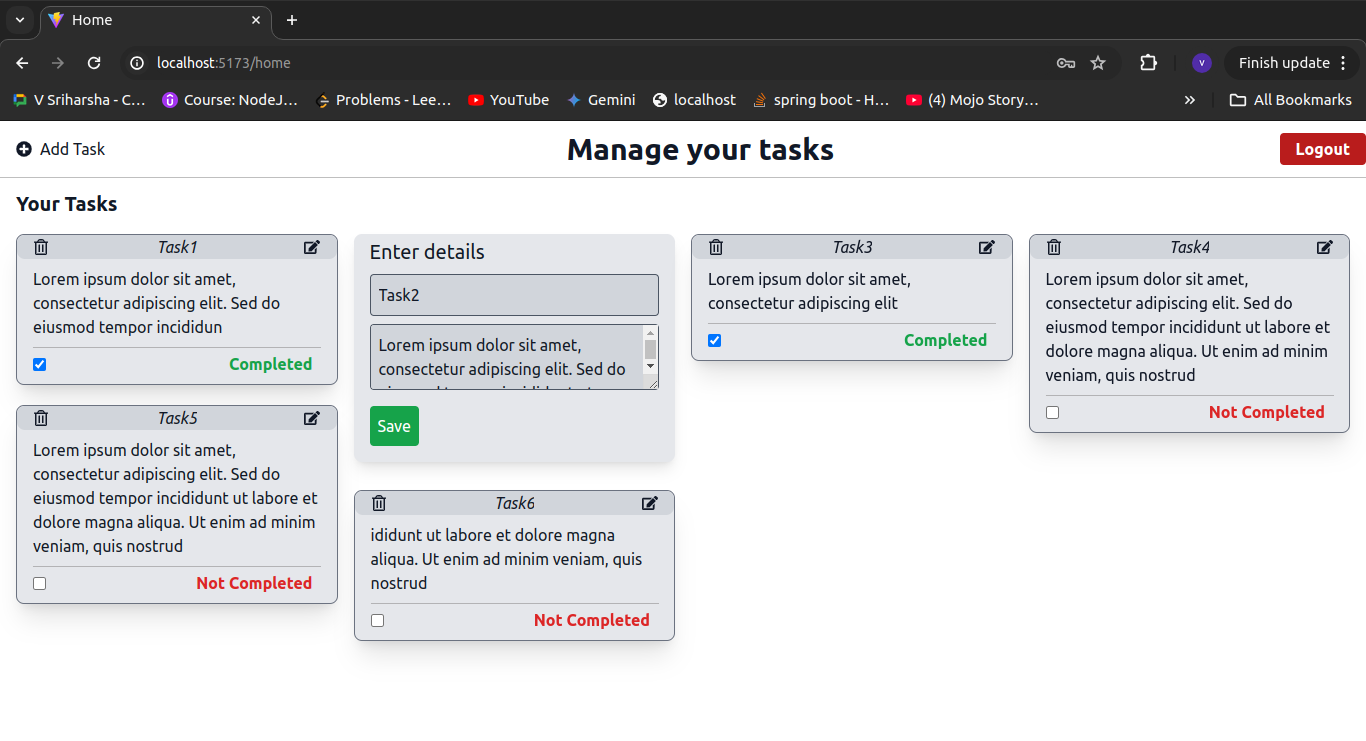 Home
localhost:5173/home
V
Finish update
V Sriharsha - C…
Course: NodeJ…
Problems - Lee…
YouTube
Gemini
localhost
spring boot - H…
(4) Mojo Story…
All Bookmarks
Add Task
Manage your tasks
Logout
Your Tasks
Task1
Lorem ipsum dolor sit amet,
consectetur adipiscing elit. Sed do
eiusmod tempor incididun
Completed
Enter details
Task2
Lorem ipsum dolor sit amet,
consectetur adipiscing elit. Sed do
Save
Task3
Lorem ipsum dolor sit amet,
consectetur adipiscing elit
Completed
Task4
Lorem ipsum dolor sit amet,
consectetur adipiscing elit. Sed do
eiusmod tempor incididunt ut labore et
dolore magna aliqua. Ut enim ad minim
veniam, quis nostrud
Not Completed
Task5
Lorem ipsum dolor sit amet,
consectetur adipiscing elit. Sed do
eiusmod tempor incididunt ut labore et
dolore magna aliqua. Ut enim ad minim
veniam, quis nostrud
Not Completed
Task6
ididunt ut labore et dolore magna
aliqua. Ut enim ad minim veniam, quis
nostrud
Not Completed